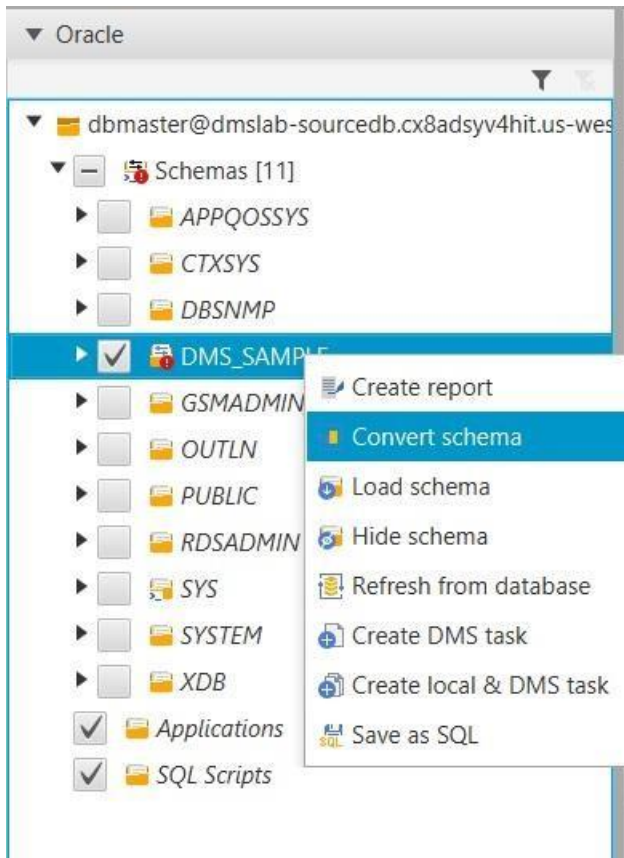 Oracle
dbmaster@dmslab-sourcedb.cx8adsyv4hit.us-wes
Schemas [11]
APPQOSSYS
CTXSYS
DBSNMP
DMS_SAMPLE
GSMADMIN
OUTLN
PUBLIC
RDSADMIN
SYS
SYSTEM
XDB
Applications
SQL Scripts
Create report
Convert schema
Load schema
Hide schema
Refresh from database
Create DMS task
Create local & DMS task
SQL Save as SQL